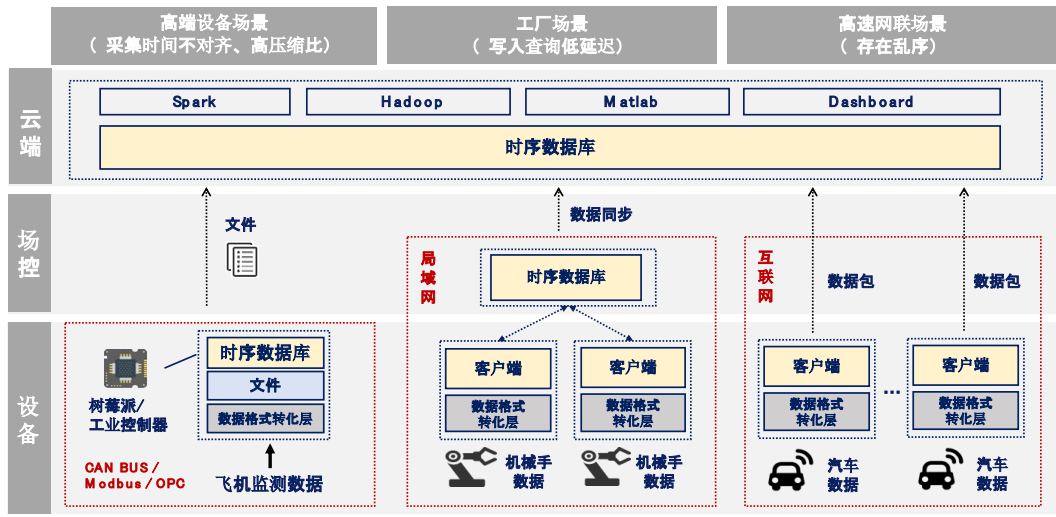 高端设备场景
（ 采集时间不对齐、高压缩比）
工厂场景
（ 写入查询低延迟）
高速网联场景
（ 存在乱序）
云端
Spark
Hadoop
Matlab
Dashboard
时序数据库
场控
文件
数据同步
局域网
时序数据库
互联网
数据包
数据包
设备
时序数据库
文件
数据格式转化层
树莓派/
工业控制器
CAN BUS /
Modbus / OPC
飞机监测数据
客户端
数据格式
转化层
机械手
数据
客户端
数据格式
转化层
机械手
数据
客户端
数据格式
转化层
汽车
数据
...
客户端
数据格式
转化层
汽车
数据